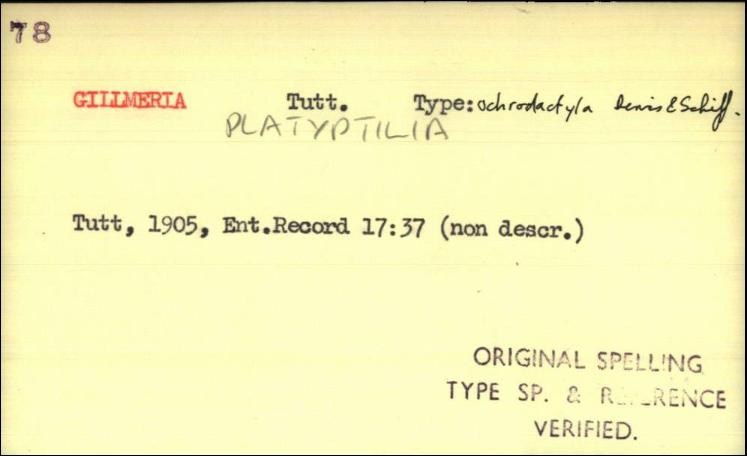 78
GILLMERIA Tutt. Type: ochrodactyla Denis & Schiff.
PLATYPTILIA
Tutt, 1905, Ent.Record 17:37 (non descr.)
ORIGINAL SPELLING
TYPE SP. & REFERENCE
VERIFIED.